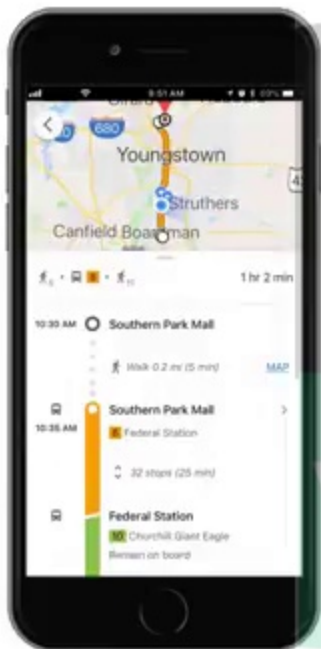 9:51 AM
680
Youngstown
Struthers
Canfield Boardman
1 hr 2 min
10:30 AM Southern Park Mall
Walk 0.2 mi (5 min) MAP
Southern Park Mall
10:35 AM
Federal Station
32 stops (25 min)
Federal Station
10 Churchill Giant Eagle
Remain on board